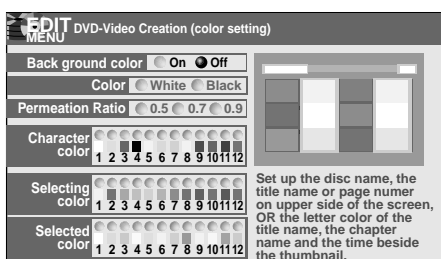 EDIT MENU DVD-Video Creation (color setting)
Back ground color On Off
Color White Black
Permeation Ratio 0.5 0.7 0.9
Character color 1 2 3 4 5 6 7 8 9 10 11 12
Selecting color 1 2 3 4 5 6 7 8 9 10 11 12
Selected color 1 2 3 4 5 6 7 8 9 10 11 12
Set up the disc name, the
title name or page numer
on upper side of the screen,
OR the letter color of the
title name, the chapter
name and the time beside
the thumbnail.